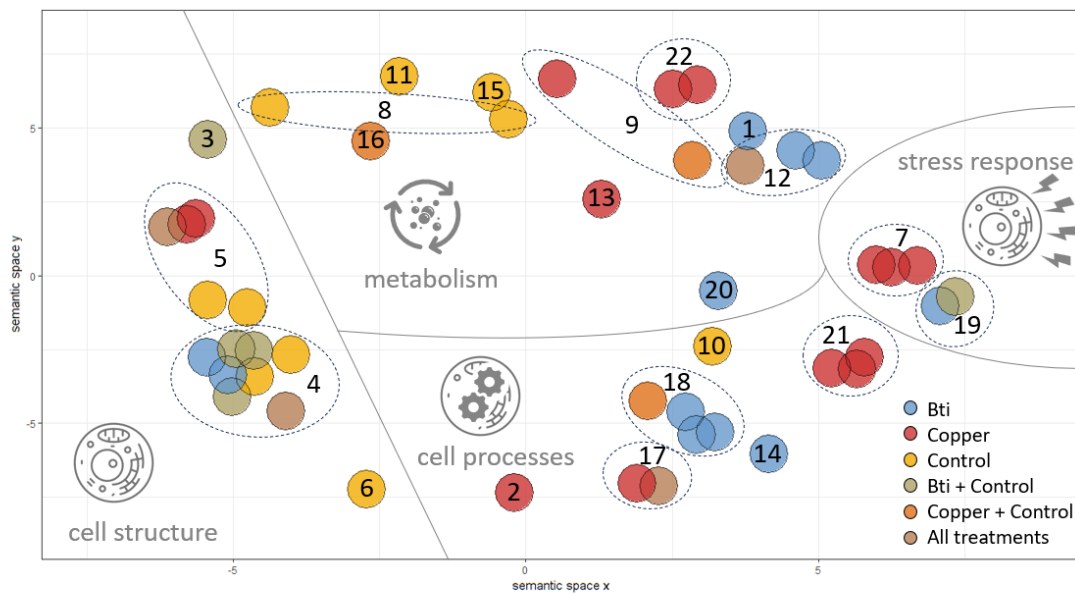 22
11
15
8
9
5
3
16
1
12
stress response
13
5
7
metabolism
semantic space y
0
20
19
10
21
4
18
Bti
-5
Copper
cell processes
17
14
Control
6
2
Bti + Control
Copper + Control
cell structure
All treatments
-5
0
5
semantic space x